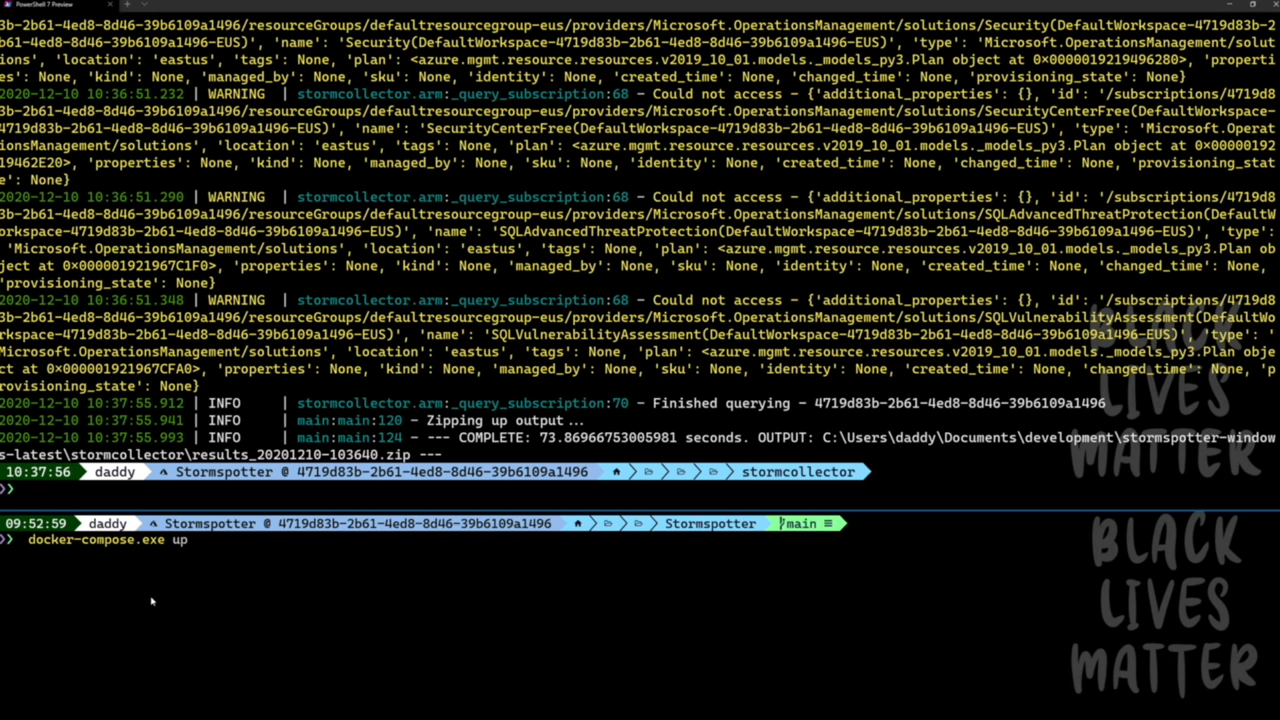 PowerShell 7 Preview
3b-2b61-4ed8-8d46-39b6109a1496/resourceGroups/defaultresourcegroup-eus/providers/Microsoft.OperationsManagement/solutions/Security(DefaultWorkspace-4719d83b-2
b61-4ed8-8d46-39b6109a1496-EUS)', 'name': 'Security(DefaultWorkspace-4719d83b-2b61-4ed8-8d46-39b6109a1496-EUS)', 'type': 'Microsoft.OperationsManagement/solut
ions', 'location': 'eastus', 'tags': None, 'plan': <azure.mgmt.resource.resources.v2019_10_01.models._models_py3.Plan object at 0x0000019219496280>, 'properti
es': None, 'kind': None, 'managed_by': None, 'sku': None, 'identity': None, 'created_time': None, 'changed_time': None, 'provisioning_state': None}
2020-12-10 10:36:51.232 | WARNING | stormcollector.arm:_query_subscription:68 - Could not access - {'additional_properties': {}, 'id': '/subscriptions/4719d8
3b-2b61-4ed8-8d46-39b6109a1496/resourceGroups/defaultresourcegroup-eus/providers/Microsoft.OperationsManagement/solutions/SecurityCenterFree(DefaultWorkspace-
4719d83b-2b61-4ed8-8d46-39b6109a1496-EUS)', 'name': 'SecurityCenterFree(DefaultWorkspace-4719d83b-2b61-4ed8-8d46-39b6109a1496-EUS)', 'type': 'Microsoft.Operat
ionsManagement/solutions', 'location': 'eastus', 'tags': None, 'plan': <azure.mgmt.resource.resources.v2019_10_01.models._models_py3.Plan object at 0x00000192
19462E20>, 'properties': None, 'kind': None, 'managed_by': None, 'sku': None, 'identity': None, 'created_time': None, 'changed_time': None, 'provisioning_stat
e': None}
2020-12-10 10:36:51.290 | WARNING | stormcollector.arm:_query_subscription:68 - Could not access - {'additional_properties': {}, 'id': '/subscriptions/4719d8
3b-2b61-4ed8-8d46-39b6109a1496/resourceGroups/defaultresourcegroup-eus/providers/Microsoft.OperationsManagement/solutions/SQLAdvancedThreatProtection(DefaultW
orkspace-4719d83b-2b61-4ed8-8d46-39b6109a1496-EUS)', 'name': 'SQLAdvancedThreatProtection(DefaultWorkspace-4719d83b-2b61-4ed8-8d46-39b6109a1496-EUS)', 'type':
'Microsoft.OperationsManagement/solutions', 'location': 'eastus', 'tags': None, 'plan': <azure.mgmt.resource.resources.v2019_10_01.models._models_py3.Plan ob
ject at 0x000001921967C1F0>, 'properties': None, 'kind': None, 'managed_by': None, 'sku': None, 'identity': None, 'created_time': None, 'changed_time': None,
'provisioning_state': None}
2020-12-10 10:36:51.348 | WARNING | stormcollector.arm:_query_subscription:68 - Could not access - {'additional_properties': {}, 'id': '/subscriptions/4719d8
3b-2b61-4ed8-8d46-39b6109a1496/resourceGroups/defaultresourcegroup-eus/providers/Microsoft.OperationsManagement/solutions/SQLVulnerabilityAssessment(DefaultWo
rkspace-4719d83b-2b61-4ed8-8d46-39b6109a1496-EUS)', 'name': 'SQLVulnerabilityAssessment(DefaultWorkspace-4719d83b-2b61-4ed8-8d46-39b6109a1496-EUS)', 'type': '
Microsoft.OperationsManagement/solutions', 'location': 'eastus', 'tags': None, 'plan': <azure.mgmt.resource.resources.v2019_10_01.models._models_py3.Plan obje
ct at 0x000001921967CFA0>, 'properties': None, 'kind': None, 'managed_by': None, 'sku': None, 'identity': None, 'created_time': None, 'changed_time': None, 'p
rovisioning_state': None}
2020-12-10 10:37:55.912 | INFO | stormcollector.arm:_query_subscription:70 - Finished querying - 4719d83b-2b61-4ed8-8d46-39b6109a1496
2020-12-10 10:37:55.941 | INFO | main:main:120 - Zipping up output...
2020-12-10 10:37:55.993 | INFO | main:main:124 - --- COMPLETE: 73.86966753005981 seconds. OUTPUT: C:\Users\daddy\Documents\development\stormspotter-window
s-latest\stormcollector\results_20201210-103640.zip ---
10:37:56 daddy Stormspotter @ 4719d83b-2b61-4ed8-8d46-39b6109a1496 stormcollector
BLACK
LIVES
MATTER
09:52:59 daddy Stormspotter @ 4719d83b-2b61-4ed8-8d46-39b6109a1496 Stormspotter main ≡
docker-compose.exe up
BLACK
LIVES
MATTER